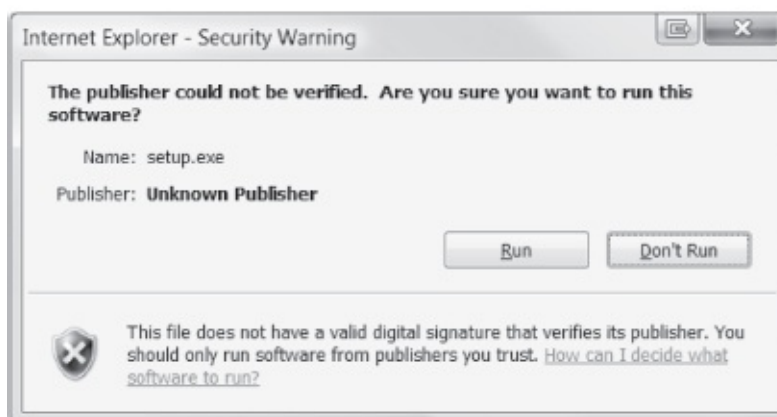 Internet Explorer - Security Warning
The publisher could not be verified.  Are you sure you want to run this
software?
Name: setup.exe
Publisher: Unknown Publisher
Run
Don't Run
This file does not have a valid digital signature that verifies its publisher. You
should only run software from publishers you trust. How can I decide what
software to run?